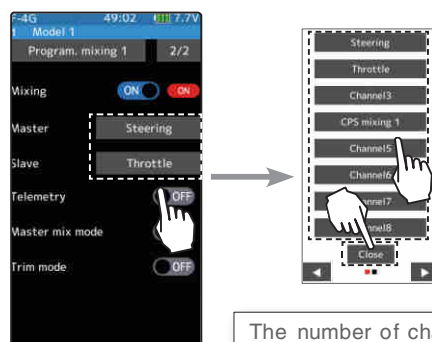 F-4G 49:02 7.7V
1 Model 1
Program. mixing 1 2/2
Mixing ON ON
Master Steering
Slave Throttle
Telemetry OFF
Master mix mode
Trim mode OFF
Steering
Throttle
Channel3
CPS mixing 1
Channel5
Channel6
Close
The number of cha